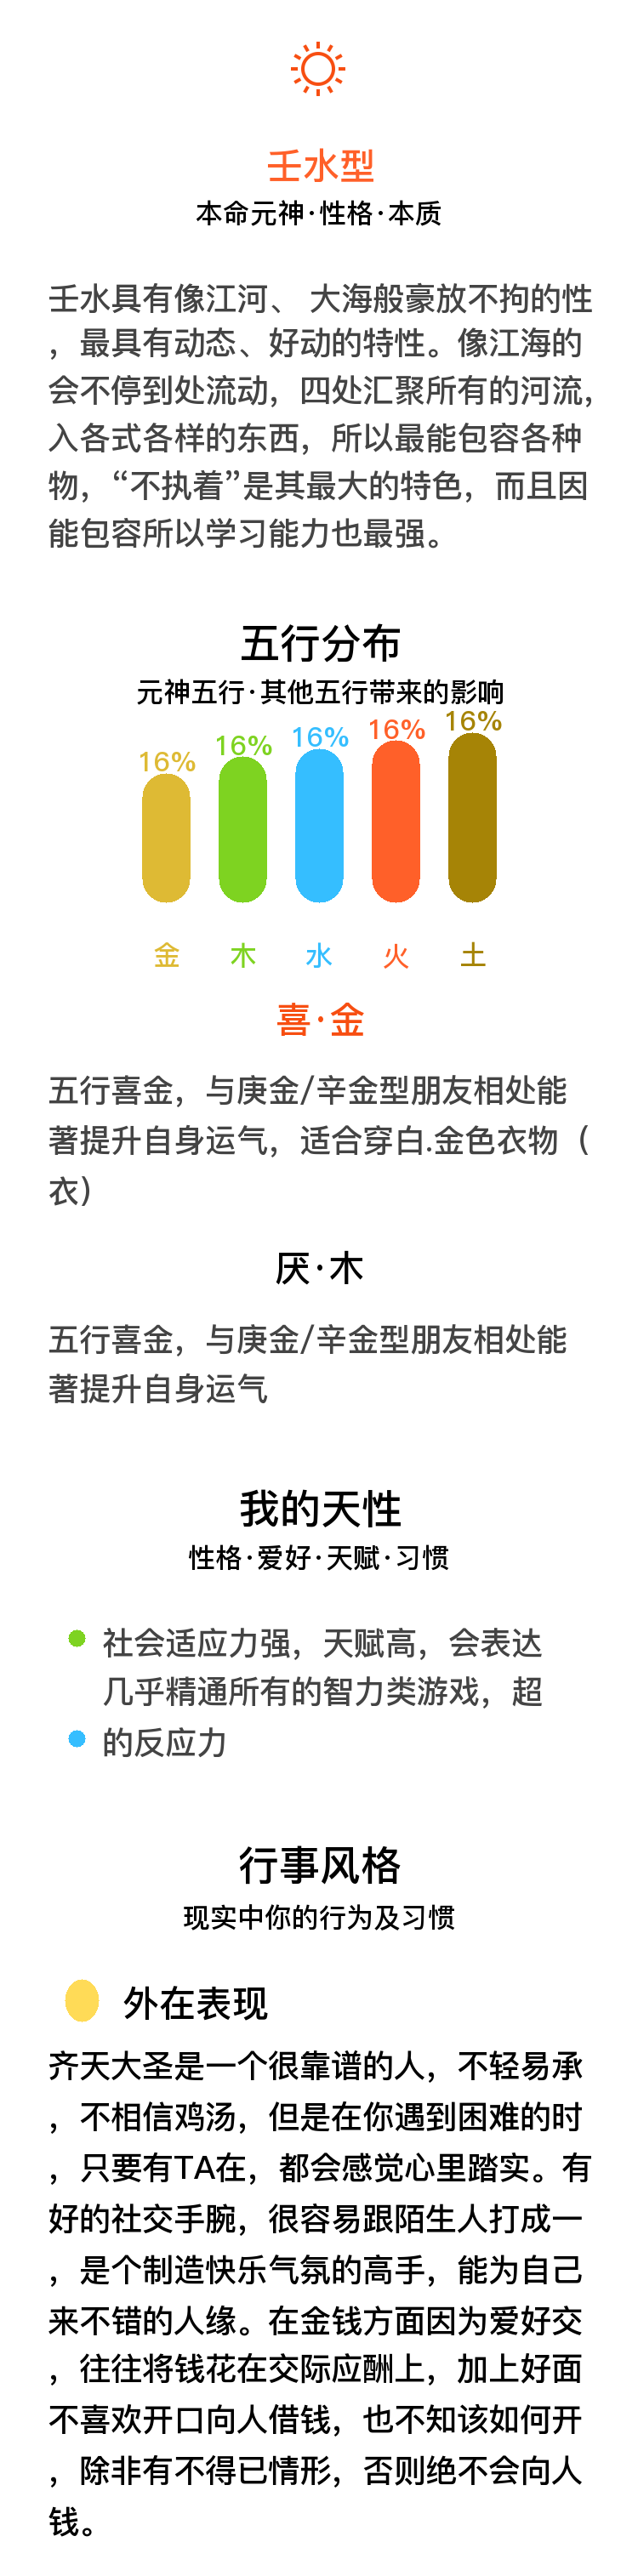 壬水型
本命元神·性格·本质
壬水具有像江河、 大海般豪放不拘的性
，最具有动态、好动的特性。像江海的
会不停到处流动，四处汇聚所有的河流，
入各式各样的东西，所以最能包容各种
物，“不执着”是其最大的特色，而且因
能包容所以学习能力也最强。
五行分布
元神五行·其他五行带来的影响
16% 16% 16% 16% 16%
金 木 水 火 土
喜·金
五行喜金，与庚金/辛金型朋友相处能
著提升自身运气，适合穿白.金色衣物（
衣）
厌·木
五行喜金，与庚金/辛金型朋友相处能
著提升自身运气
我的天性
性格·爱好·天赋·习惯
社会适应力强，天赋高，会表达
几乎精通所有的智力类游戏，超
的反应力
行事风格
现实中你的行为及习惯
外在表现
齐天大圣是一个很靠谱的人，不轻易承
，不相信鸡汤，但是在你遇到困难的时
，只要有TA在，都会感觉心里踏实。有
好的社交手腕，很容易跟陌生人打成一
，是个制造快乐气氛的高手，能为自己
来不错的人缘。在金钱方面因为爱好交
，往往将钱花在交际应酬上，加上好面
不喜欢开口向人借钱，也不知该如何开
，除非有不得已情形，否则绝不会向人
钱。